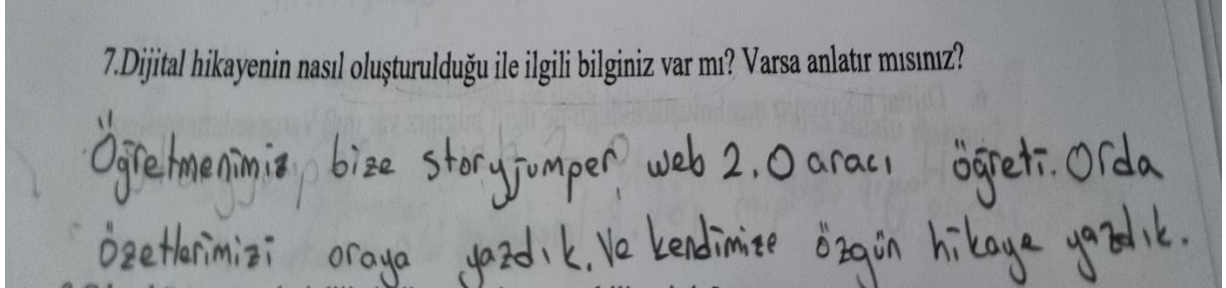 7.Dijital hikayenin nasıl oluşturulduğu ile ilgili bilginiz var mı? Varsa anlatır mısınız?
Öğretmenimiz bize storyjumper web 2.0 aracı öğreti. Orda
özetlerimizi oraya yazdık. Ve kendimize özgün hikaye yazdık.